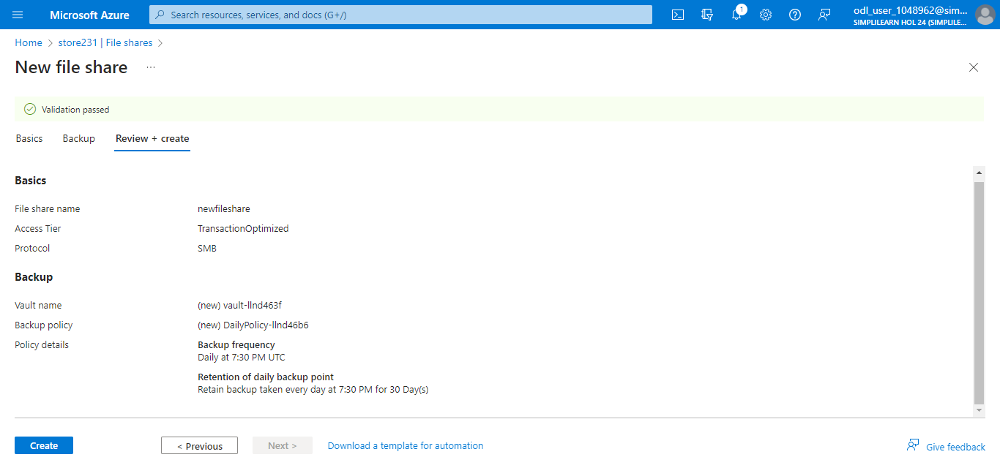 Microsoft Azure
Search resources, services, and docs (G+/)
1
odl_user_1048962@sim...
SIMPLILEARN HOL 24 (SIMPLILE...
Home > store231 | File shares >
New file share ...
Validation passed
Basics Backup Review + create
Basics
File share name newfileshare
Access Tier TransactionOptimized
Protocol SMB
Backup
Vault name (new) vault-llnd463f
Backup policy (new) DailyPolicy-llnd46b6
Policy details Backup frequency
Daily at 7:30 PM UTC
Retention of daily backup point
Retain backup taken every day at 7:30 PM for 30 Day(s)
Create < Previous Next > Download a template for automation Give feedback